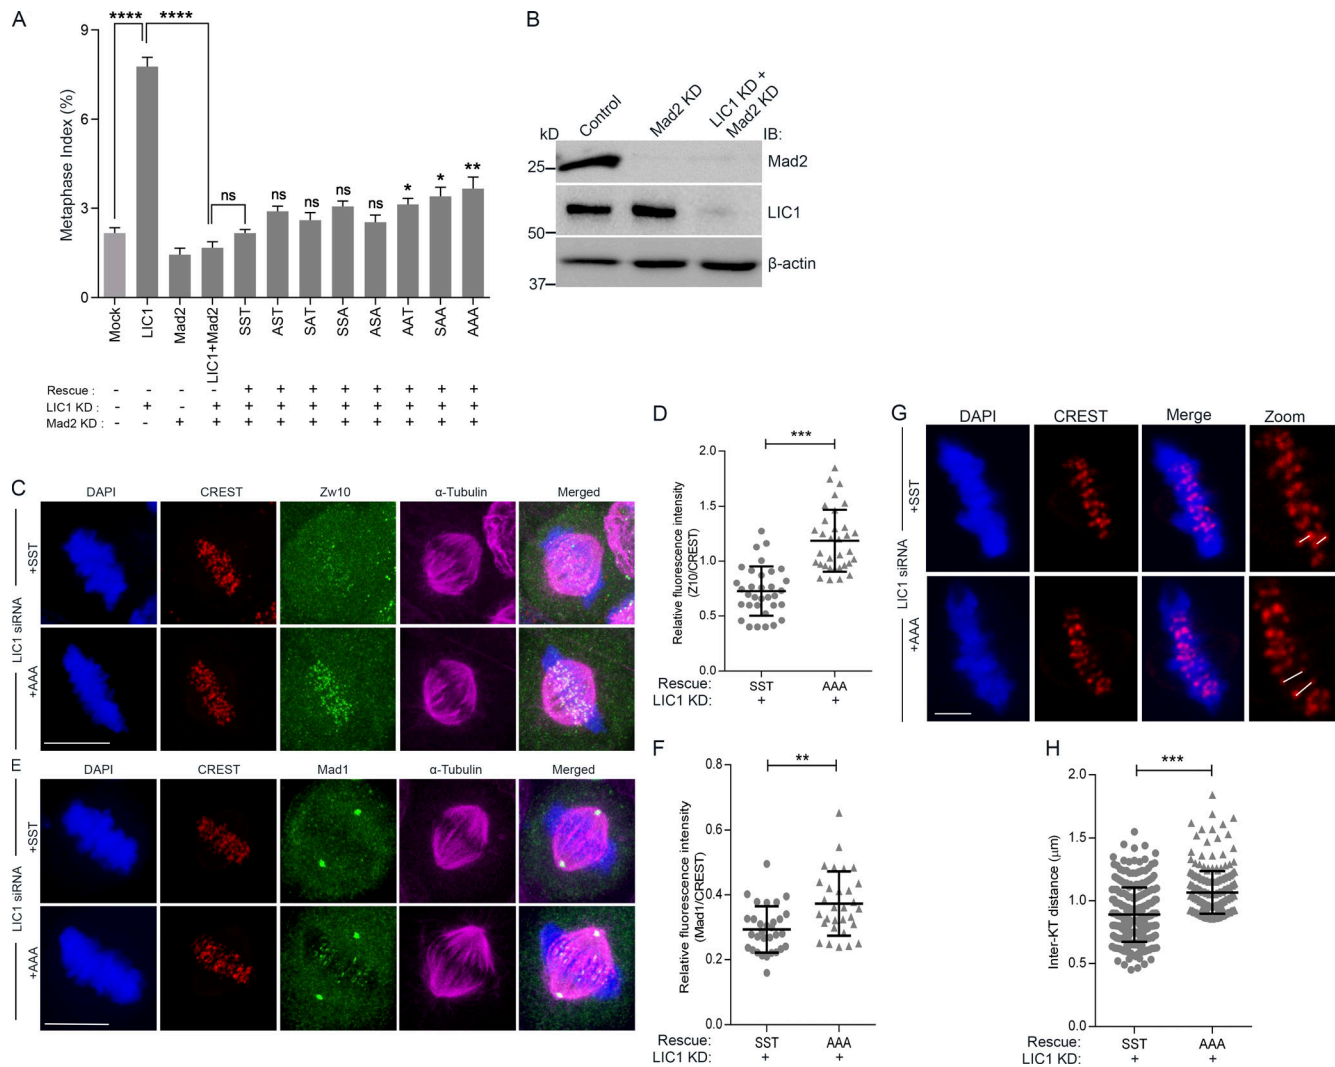 A
**** ****
9
6
3
0
Metaphase Index (%)
ns
ns
ns
ns
ns
*
*
**
Mock
LIC1
Mad2
LIC1+Mad2
SST
AST
SAT
SSA
ASA
AAT
SAA
AAA
Rescue : - - - - + + + + + + + +
LIC1 KD : - + - + + + + + + + + +
Mad2 KD : - - + + + + + + + + + +
B
Control
Mad2 KD
LIC1 KD +
Mad2 KD
kD
IB:
25
Mad2
LIC1
50
β-actin
37
C
DAPI CREST Zw10 α-Tubulin Merged
LIC1 siRNA
+SST
+AAA
D
***
2.0
1.5
1.0
0.5
0.0
Relative fluorescence intensity
(Z10/CREST)
Rescue: SST AAA
LIC1 KD: + +
E
DAPI CREST Mad1 α-Tubulin Merged
LIC1 siRNA
+SST
+AAA
F
**
0.8
0.6
0.4
0.2
0.0
Relative fluorescence intensity
(Mad1/CREST)
Rescue: SST AAA
LIC1 KD: + +
G
DAPI CREST Merge Zoom
LIC1 siRNA
+SST
+AAA
H
***
2.0
1.5
1.0
0.5
0.0
Inter-KT distance (μm)
Rescue: SST AAA
LIC1 KD: + +